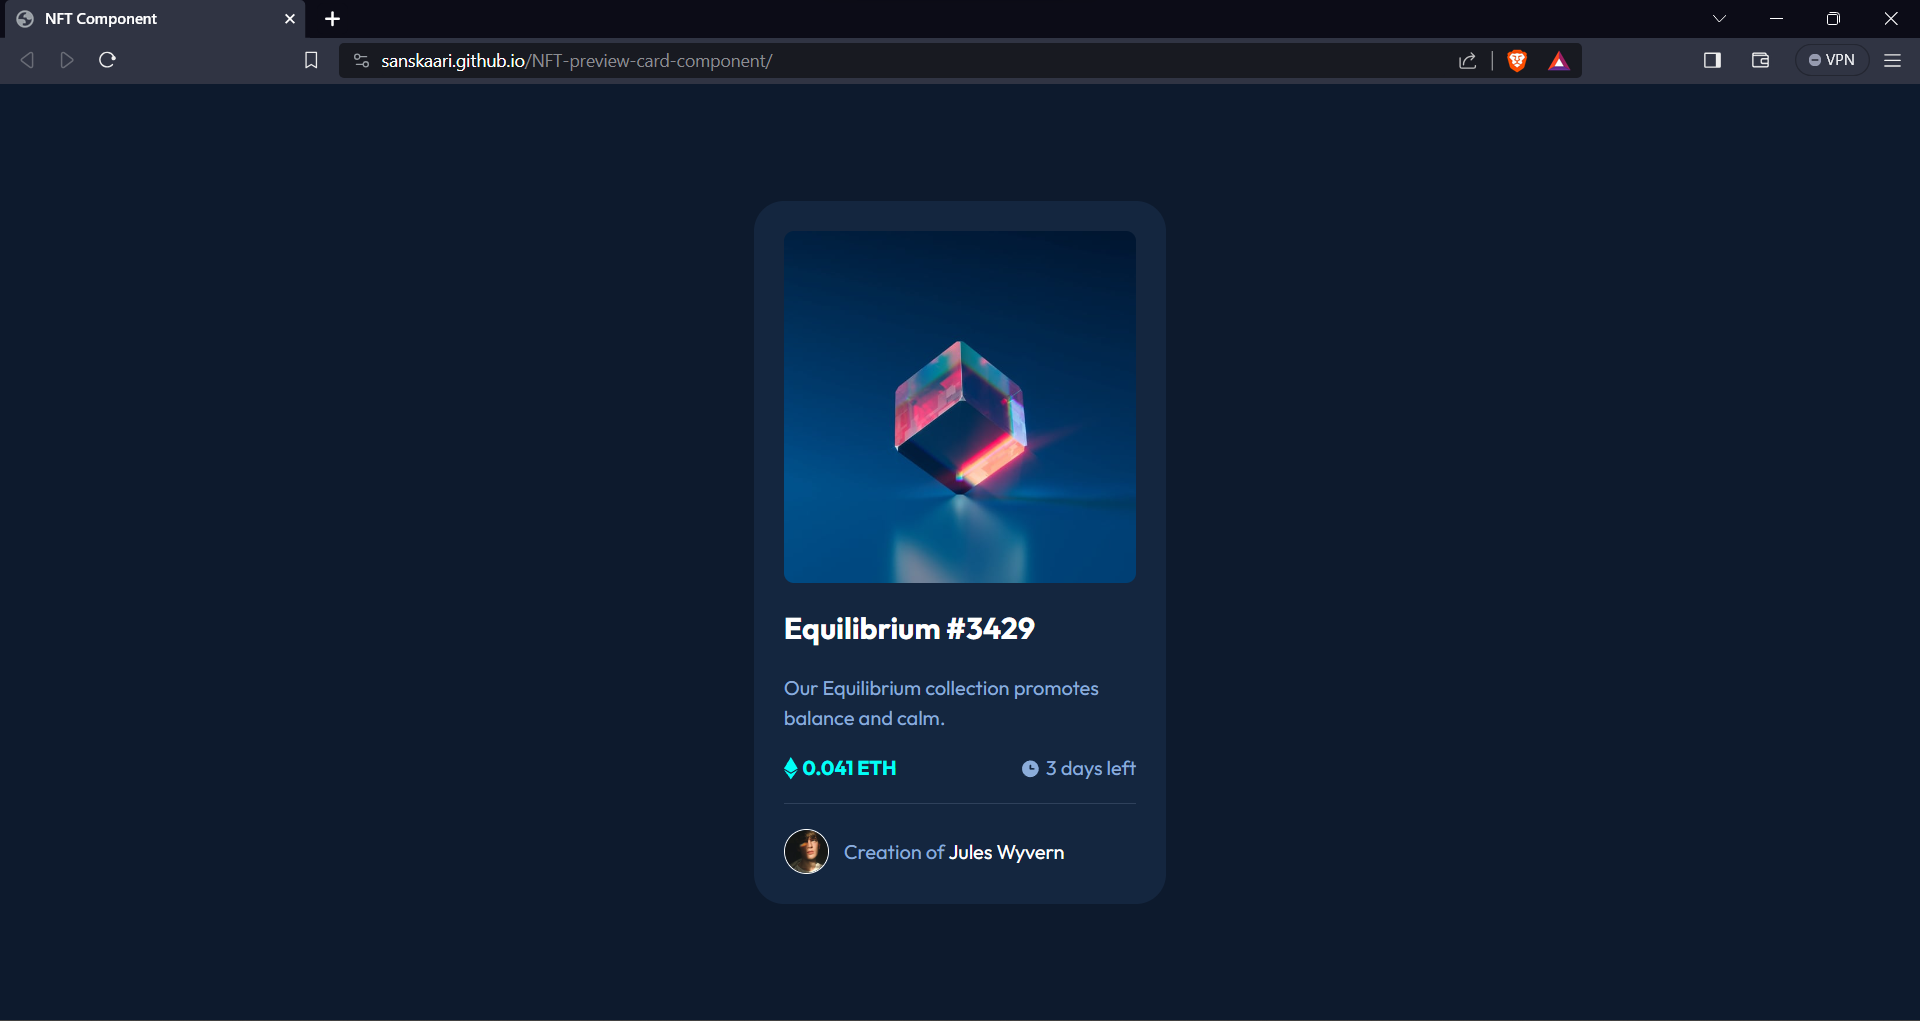 NFT Component
sanskaari.github.io/NFT-preview-card-component/
VPN
Equilibrium #3429
Our Equilibrium collection promotes
balance and calm.
0.041 ETH
3 days left
Creation of Jules Wyvern